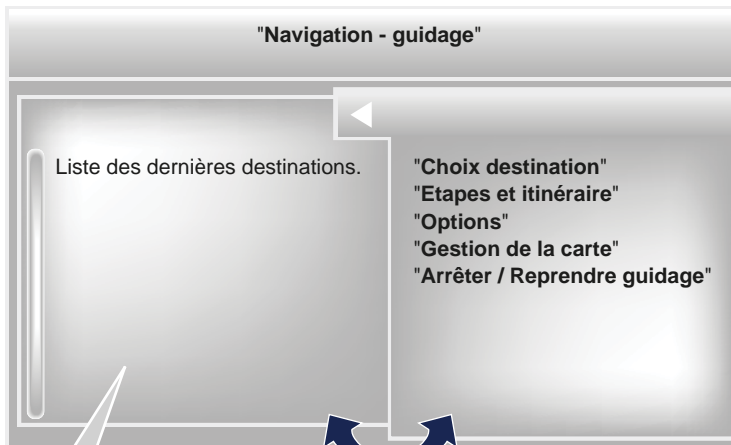 "Navigation - guidage"
Liste des dernières destinations.
"Choix destination"
"Etapes et itinéraire"
"Options"
"Gestion de la carte"
"Arrêter / Reprendre guidage"